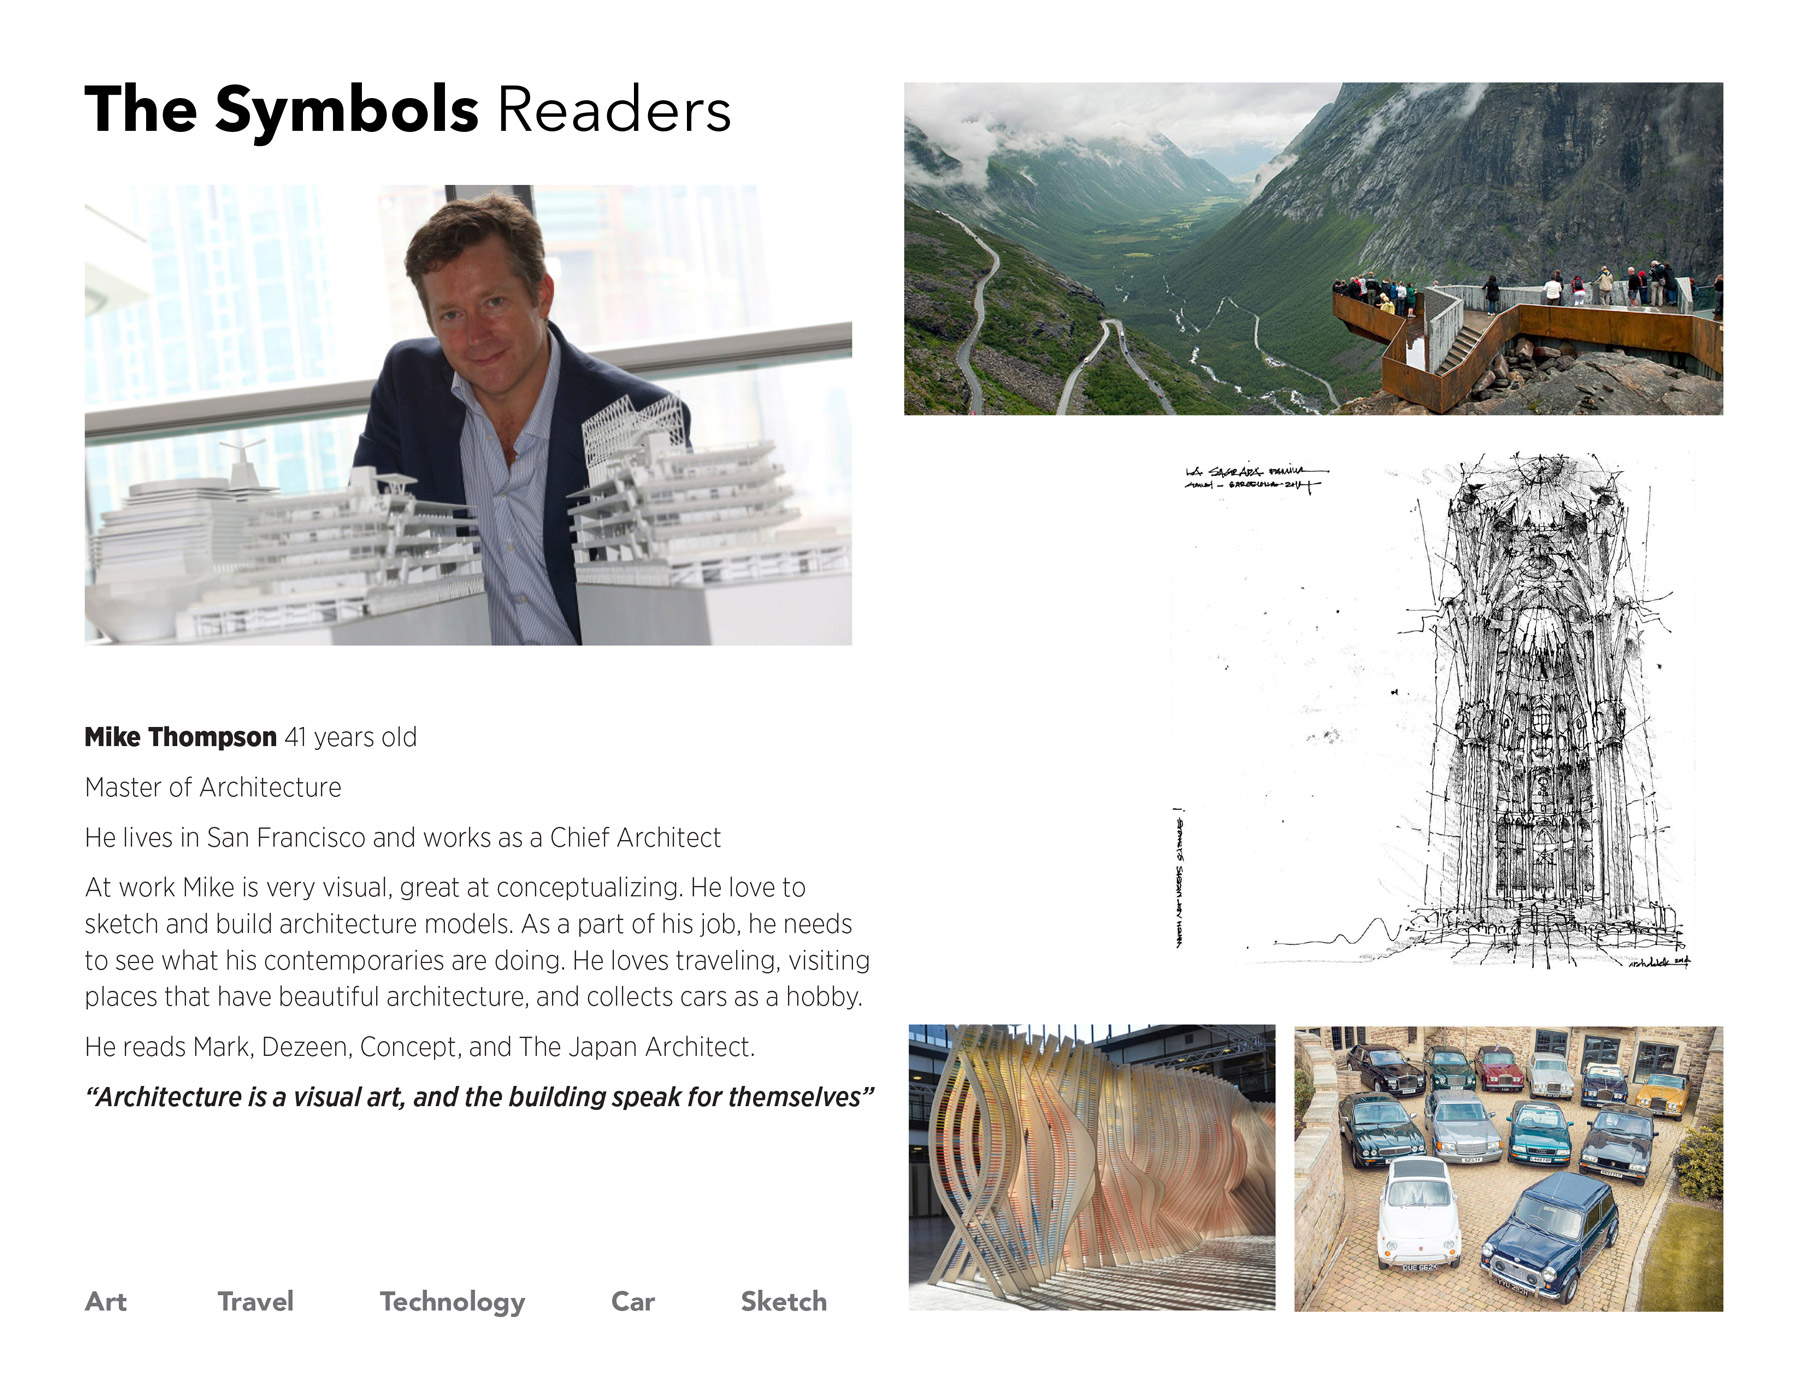 The Symbols Readers
Mike Thompson 41 years old
Master of Architecture
He lives in San Francisco and works as a Chief Architect
At work Mike is very visual, great at conceptualizing. He love to
sketch and build architecture models. As a part of his job, he needs
to see what his contemporaries are doing. He loves traveling, visiting
places that have beautiful architecture, and collects cars as a hobby.
He reads Mark, Dezeen, Concept, and The Japan Architect.
“Architecture is a visual art, and the building speak for themselves”
Art Travel Technology Car Sketch
LA SAGRADA FAMILIA
BARCELONA-2014